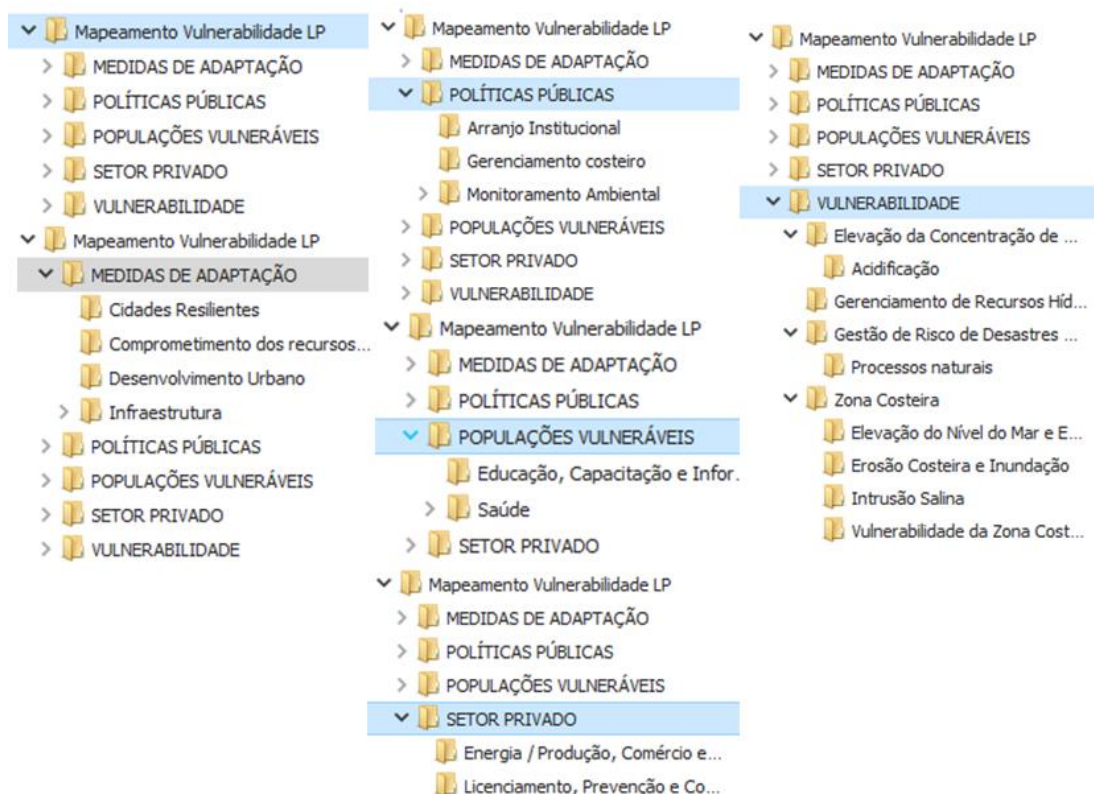 Mapeamento Vulnerabilidade LP
MEDIDAS DE ADAPTAÇÃO
POLÍTICAS PÚBLICAS
POPULAÇÕES VULNERÁVEIS
SETOR PRIVADO
VULNERABILIDADE
Mapeamento Vulnerabilidade LP
MEDIDAS DE ADAPTAÇÃO
Cidades Resilientes
Comprometimento dos recursos...
Desenvolvimento Urbano
Infraestrutura
POLÍTICAS PÚBLICAS
POPULAÇÕES VULNERÁVEIS
SETOR PRIVADO
VULNERABILIDADE
Mapeamento Vulnerabilidade LP
MEDIDAS DE ADAPTAÇÃO
POLÍTICAS PÚBLICAS
Arranjo Institucional
Gerenciamento costeiro
Monitoramento Ambiental
POPULAÇÕES VULNERÁVEIS
SETOR PRIVADO
VULNERABILIDADE
Mapeamento Vulnerabilidade LP
MEDIDAS DE ADAPTAÇÃO
POLÍTICAS PÚBLICAS
POPULAÇÕES VULNERÁVEIS
Educação, Capacitação e Infor.
Saúde
SETOR PRIVADO
Mapeamento Vulnerabilidade LP
MEDIDAS DE ADAPTAÇÃO
POLÍTICAS PÚBLICAS
POPULAÇÕES VULNERÁVEIS
SETOR PRIVADO
Energia / Produção, Comércio e...
Licenciamento, Prevenção e Co...
Mapeamento Vulnerabilidade LP
MEDIDAS DE ADAPTAÇÃO
POLÍTICAS PÚBLICAS
POPULAÇÕES VULNERÁVEIS
SETOR PRIVADO
VULNERABILIDADE
Elevação da Concentração de ...
Acidificação
Gerenciamento de Recursos Híd...
Gestão de Risco de Desastres ...
Processos naturais
Zona Costeira
Elevação do Nível do Mar e E...
Erosão Costeira e Inundação
Intrusão Salina
Vulnerabilidade da Zona Cost...